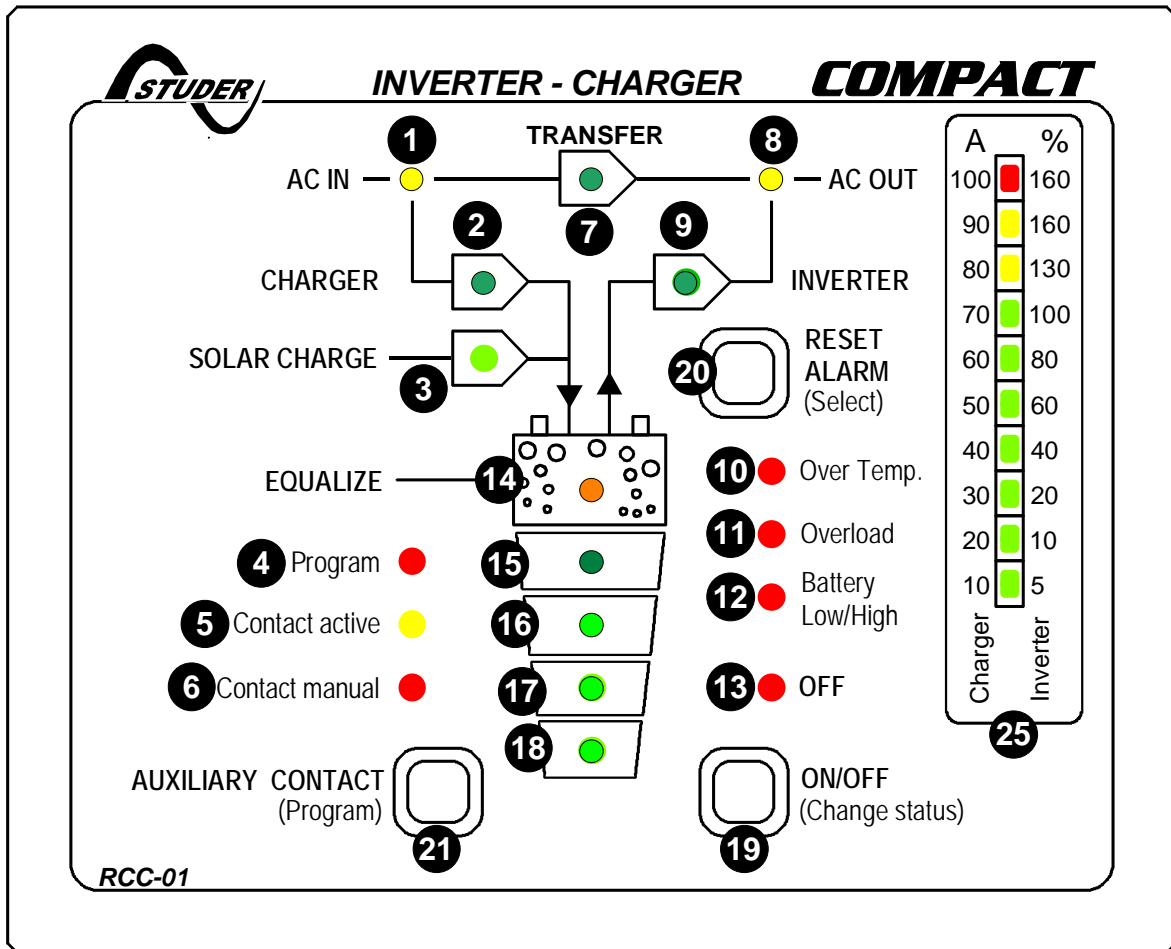 STUDER
INVERTER - CHARGER
COMPACT
1
TRANSFER
8
AC IN
AC OUT
7
2
9
CHARGER
INVERTER
SOLAR CHARGE
3
20
RESET
ALARM
(Select)
EQUALIZE
14
10 Over Temp.
11 Overload
12 Battery
Low/High
13 OFF
4 Program
5 Contact active
6 Contact manual
15
16
17
18
AUXILIARY CONTACT
(Program)
21
ON/OFF
(Change status)
19
A %
100 160
90 160
80 130
70 100
60 80
50 60
40 40
30 20
20 10
10 5
Charger
Inverter
25
RCC-01